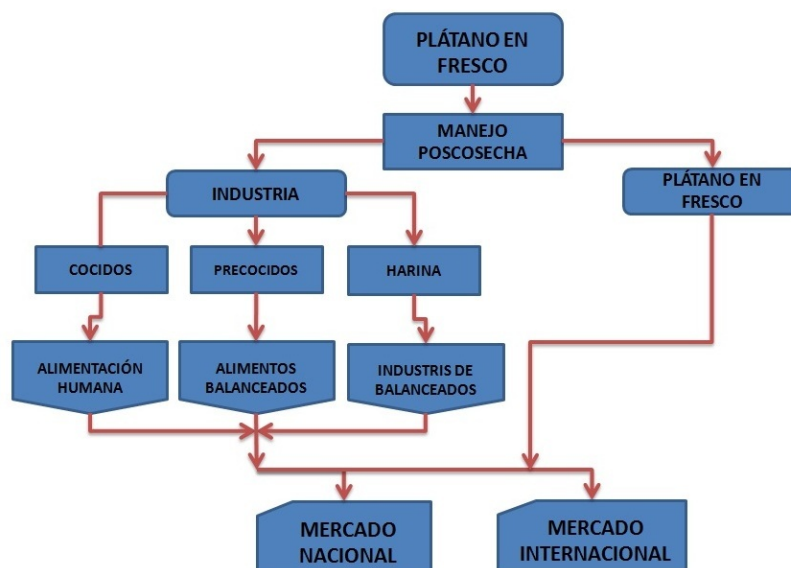 PLÁTANO EN
FRESCO
MANEJO
POSCOSECHA
INDUSTRIA
PLÁTANO EN
FRESCO
COCIDOS
PRECOCIDOS
HARINA
ALIMENTACIÓN
HUMANA
ALIMENTOS
BALANCEADOS
INDUSTRIS DE
BALANCEADOS
MERCADO
NACIONAL
MERCADO
INTERNACIONAL